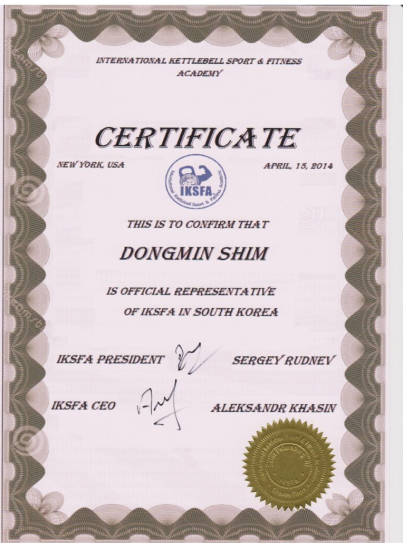 INTERNATIONAL KETTLEBELL SPORT & FITNESS
ACADEMY
CERTIFICATE
NEW YORK, USA APRIL, 15, 2014
IKSFA
THIS IS TO CONFIRM THAT
DONGMIN SHIM
IS OFFICIAL REPRESENTATIVE
OF IKSFA IN SOUTH KOREA
IKSFA PRESIDENT SERGEY RUDNEV
IKSFA CEO ALEKSANDR KHASIN